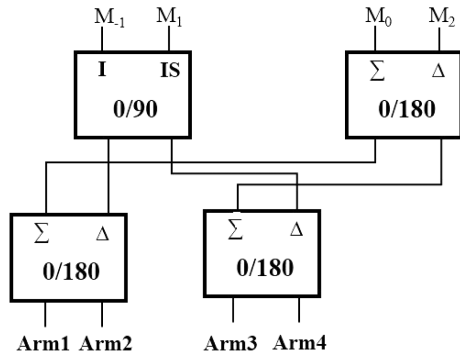 M-1 M1 M0 M2
I IS Σ Δ
0/90 0/180
Σ Δ Σ Δ
0/180 0/180
Arm1 Arm2 Arm3 Arm4